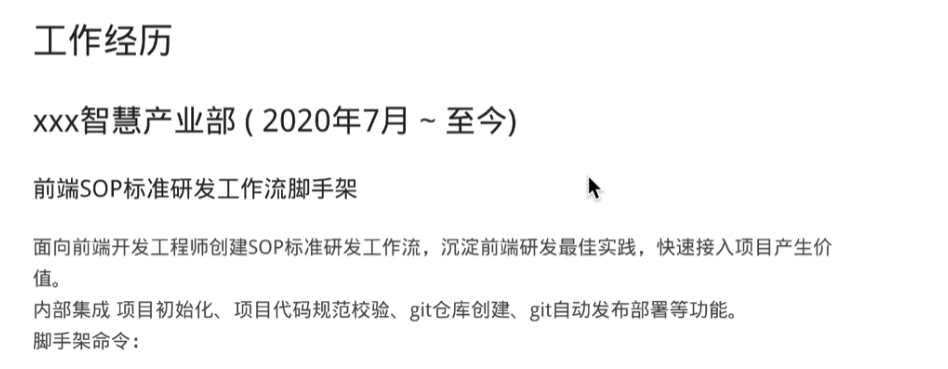 工作经历
xxx智慧产业部 ( 2020年7月 ~ 至今)
前端SOP标准研发工作流脚手架
面向前端开发工程师创建SOP标准研发工作流，沉淀前端研发最佳实践，快速接入项目产生价
值。
内部集成 项目初始化、项目代码规范校验、git仓库创建、git自动发布部署等功能。
脚手架命令：